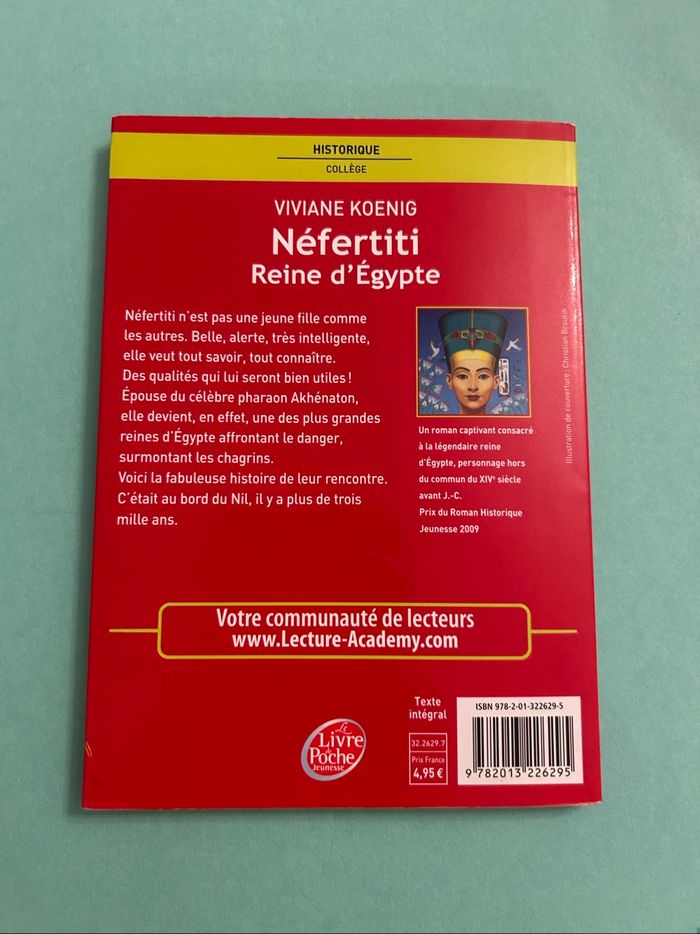 HISTORIQUE
COLLÈGE
VIVIANE KOENIG
Néfertiti
Reine d'Égypte
Néfertiti n'est pas une jeune fille comme
les autres. Belle, alerte, très intelligente,
elle veut tout savoir, tout connaître.
Des qualités qui lui seront bien utiles !
Épouse du célèbre pharaon Akhénaton,
elle devient, en effet, une des plus grandes
reines d'Égypte affrontant le danger,
surmontant les chagrins.
Voici la fabuleuse histoire de leur rencontre.
C'était au bord du Nil, il y a plus de trois
mille ans.
Un roman captivant consacré
à la légendaire reine
d'Égypte, personnage hors
du commun du XIVe siècle
avant J.-C.
Prix du Roman Historique
Jeunesse 2009
Illustration de couverture : Christian Broutin
Votre communauté de lecteurs
www.Lecture-Academy.com
Le
Livre
de
Poche
Jeunesse
Texte
intégral
32.2629.7
Prix France
4,95 €
ISBN 978-2-01-322629-5
9 782013 226295